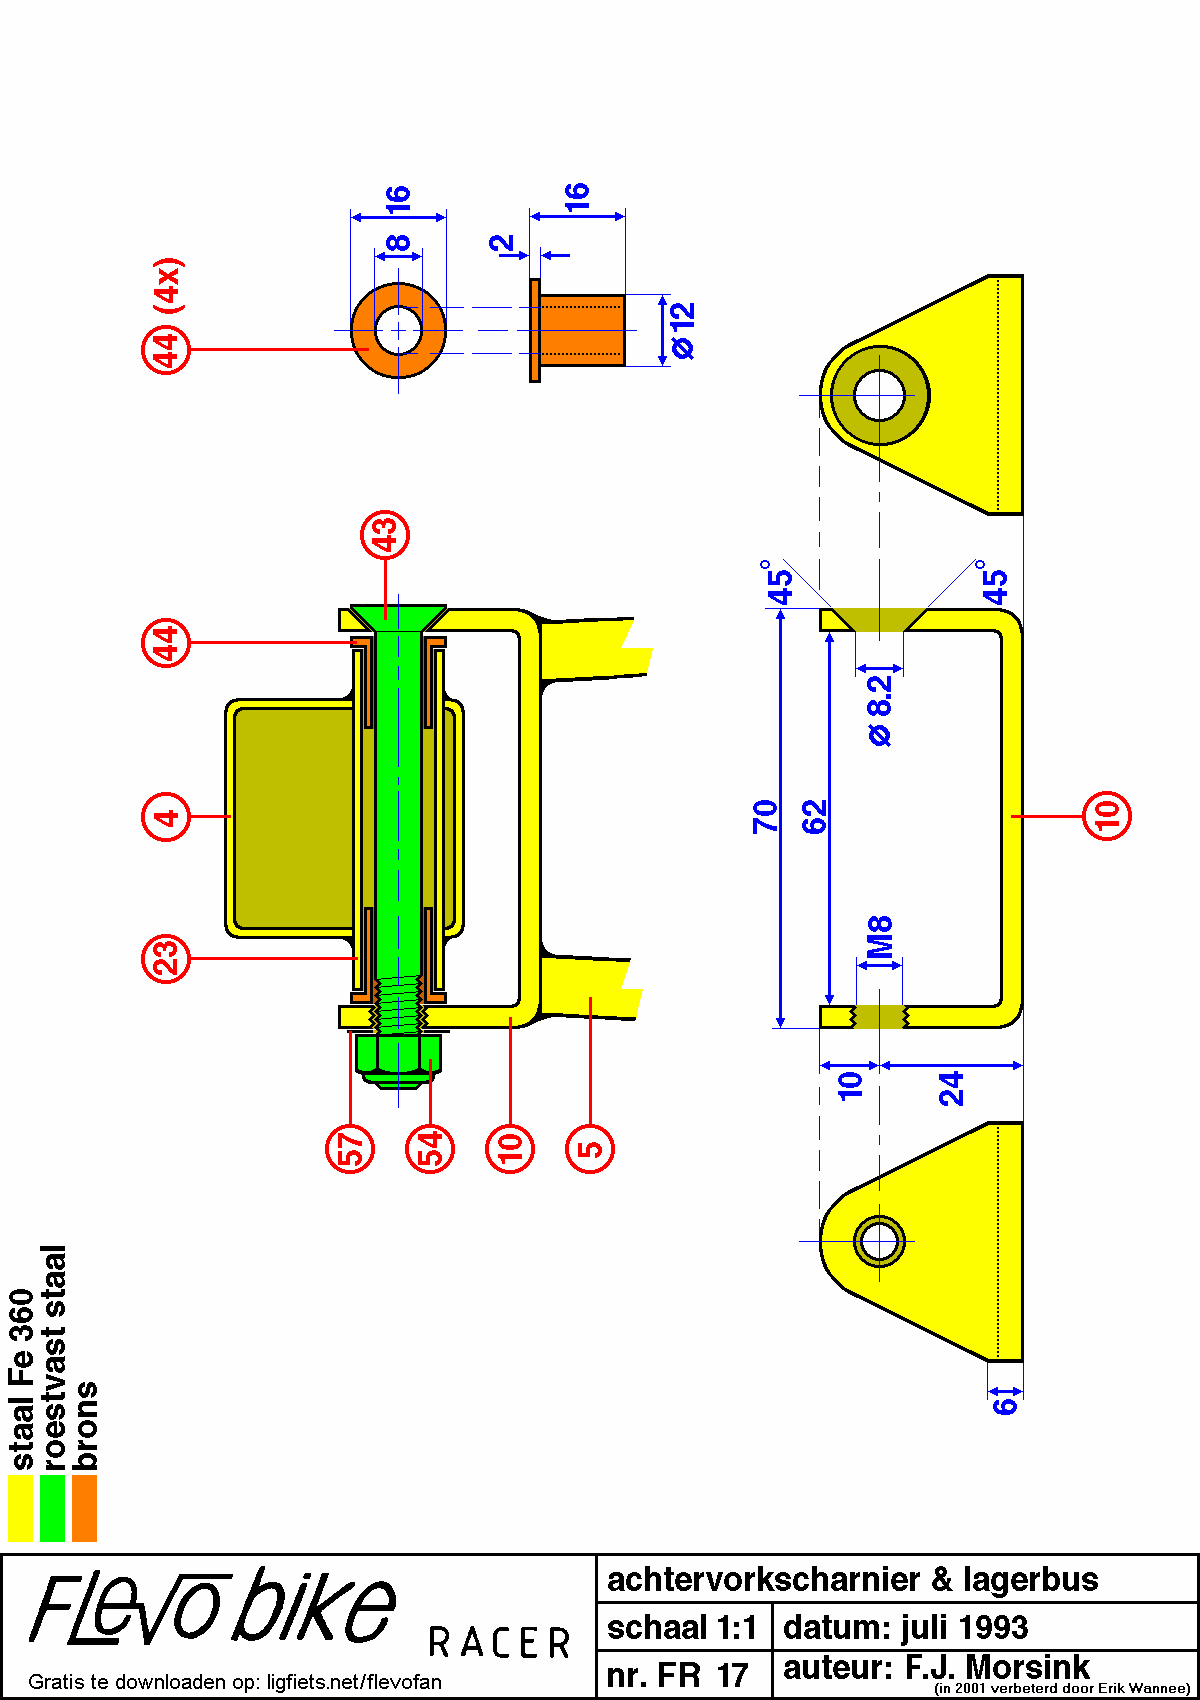 44 (4x)
16
8
16
2
ø 12
43
44
4
23
57
54
10
5
45°
45°
ø 8.2
70
62
M8
10
10
24
6
staal Fe 360
roestvast staal
brons
Flevo bike
RACER
Gratis te downloaden op: ligfiets.net/flevofan
achtervorkscharnier & lagerbus
schaal 1:1
datum: juli 1993
nr. FR 17
auteur: F.J. Morsink
(in 2001 verbeterd door Erik Wannee)